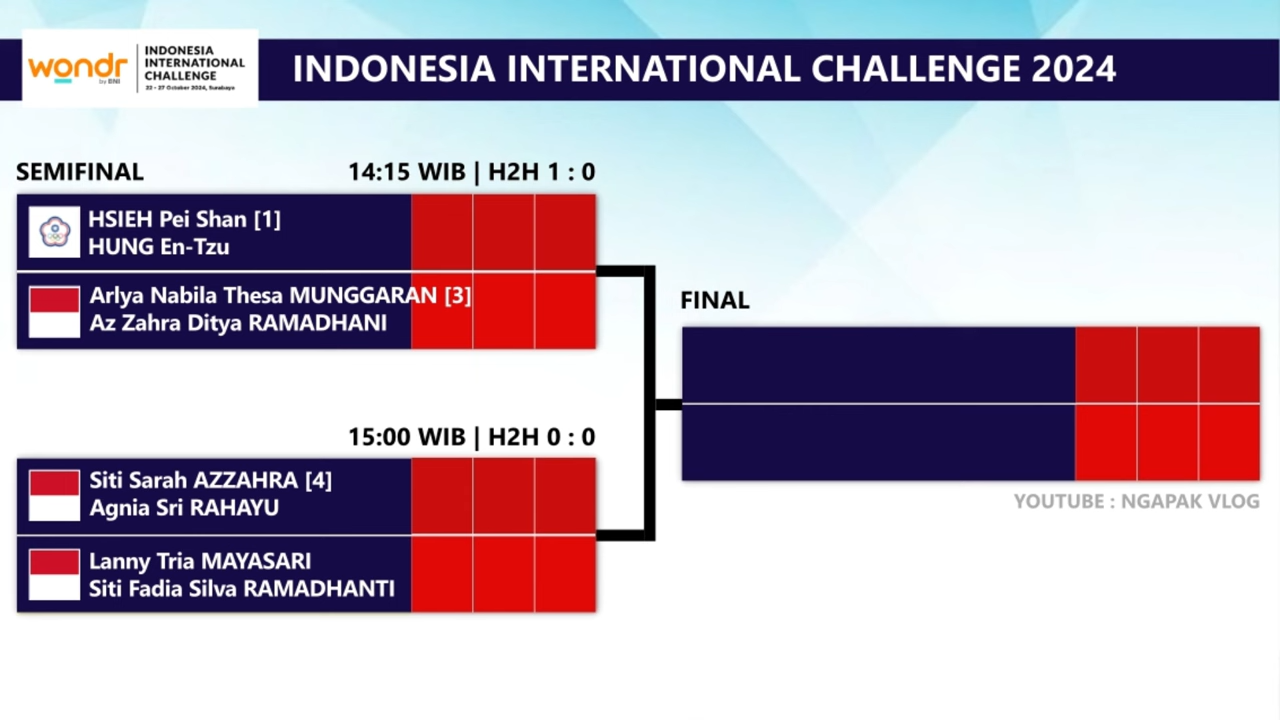 wondr
by BNI
INDONESIA
INTERNATIONAL
CHALLENGE
22 - 27 October 2024, Surabaya
INDONESIA INTERNATIONAL CHALLENGE 2024
SEMIFINAL
14:15 WIB | H2H 1 : 0
HSIEH Pei Shan [1]
HUNG En-Tzu
Arlya Nabila Thesa MUNGGARAN [3]
Az Zahra Ditya RAMADHANI
15:00 WIB | H2H 0 : 0
Siti Sarah AZZAHRA [4]
Agnia Sri RAHAYU
Lanny Tria MAYASARI
Siti Fadia Silva RAMADHANTI
FINAL
YOUTUBE : NGAPAK VLOG